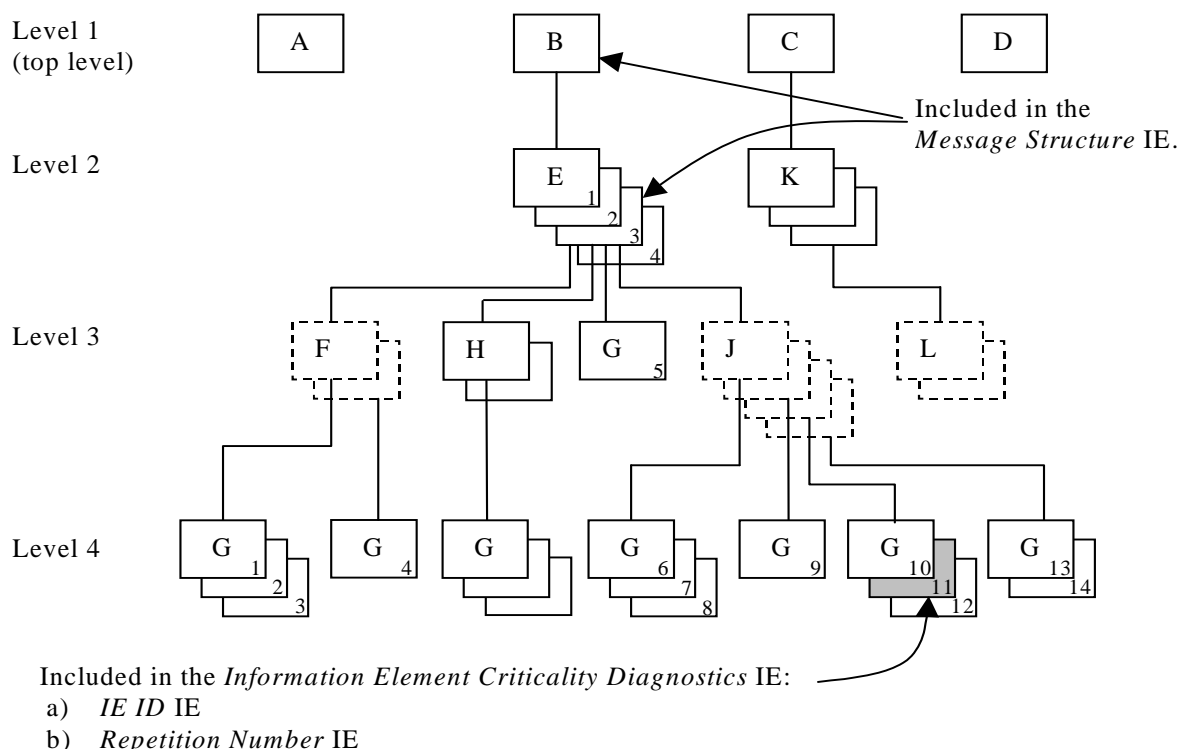 Level 1
(top level)
A
B
C
D
Included in the
Message Structure IE.
Level 2
E
1
2
3
4
K
Level 3
F
H
G
5
J
L
Level 4
G
1
2
3
G
4
G
G
6
7
8
G
9
G
10
11
12
G
13
14
Included in the Information Element Criticality Diagnostics IE:
a) IE ID IE
b) Repetition Number IE